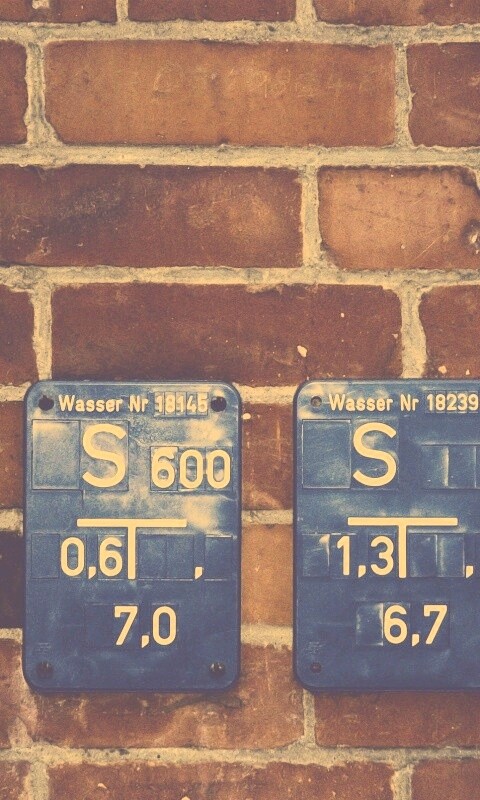 Wasser Nr 18145
S 600
0,6 ,
7,0
Wasser Nr 18239
S
1,3 ,
6,7